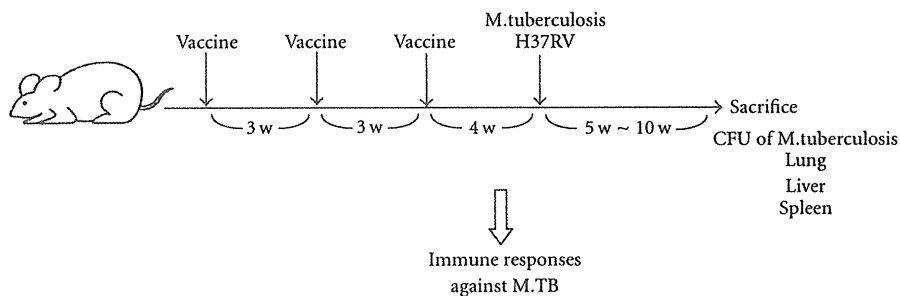 M.tuberculosis
Vaccine Vaccine Vaccine H37RV
Sacrifice
3 w 3 w 4 w 5 w ~ 10 w
CFU of M.tuberculosis
Lung
Liver
Spleen
Immune responses
against M.TB